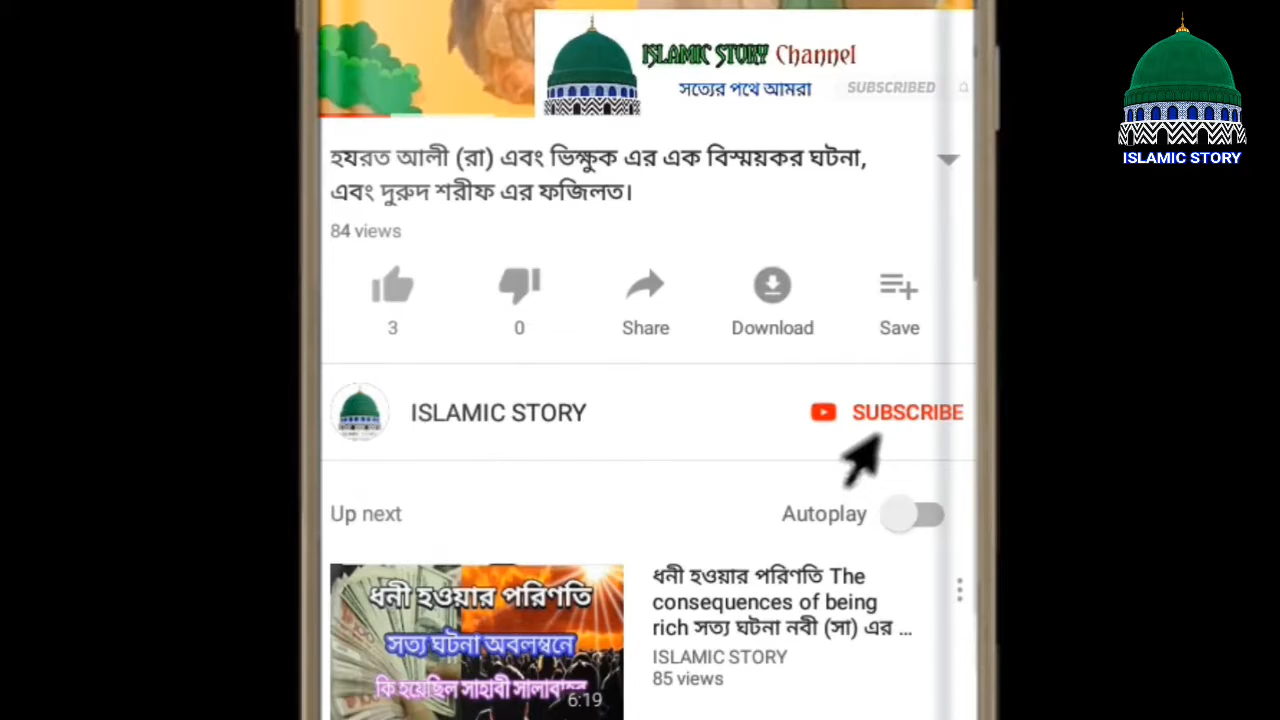 ISLAMIC STORY Channel
সত্যের পথে আমরা
SUBSCRIBED
ISLAMIC STORY
হযরত আলী (রা) এবং ভিক্ষুক এর এক বিস্ময়কর ঘটনা,
এবং দুরুদ শরীফ এর ফজিলত।
84 views
3
0
Share
Download
Save
ISLAMIC STORY
SUBSCRIBE
Up next
Autoplay
ধনী হওয়ার পরিণতি
সত্য ঘটনা অবলম্বনে
কি হয়েছিল সাহাবী সালাবাহর
6:19
ধনী হওয়ার পরিণতি The
consequences of being
rich সত্য ঘটনা নবী (সা) এর ...
ISLAMIC STORY
85 views